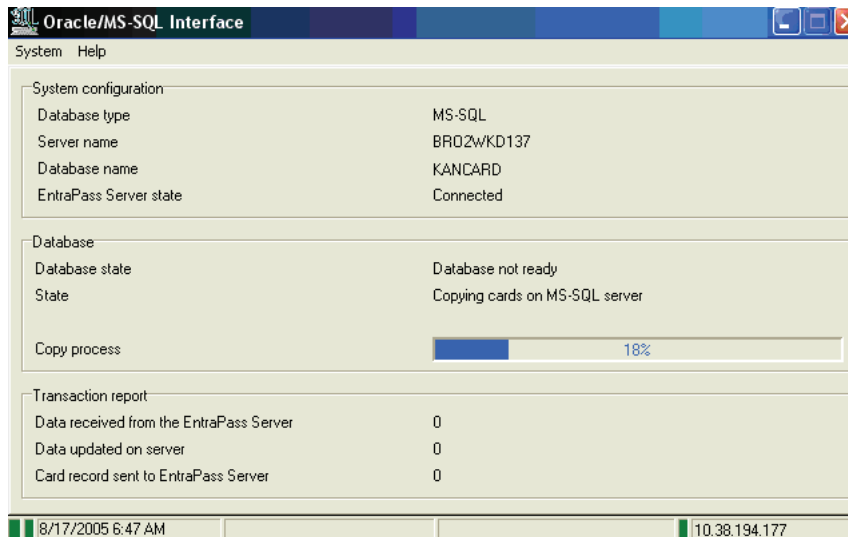 Oracle/MS-SQL Interface
System Help
System configuration
Database type MS-SQL
Server name BRO2WKD137
Database name KANCARD
EntraPass Server state Connected
Database
Database state Database not ready
State Copying cards on MS-SQL server
Copy process 18%
Transaction report
Data received from the EntraPass Server 0
Data updated on server 0
Card record sent to EntraPass Server 0
8/17/2005 6:47 AM 10.38.194.177